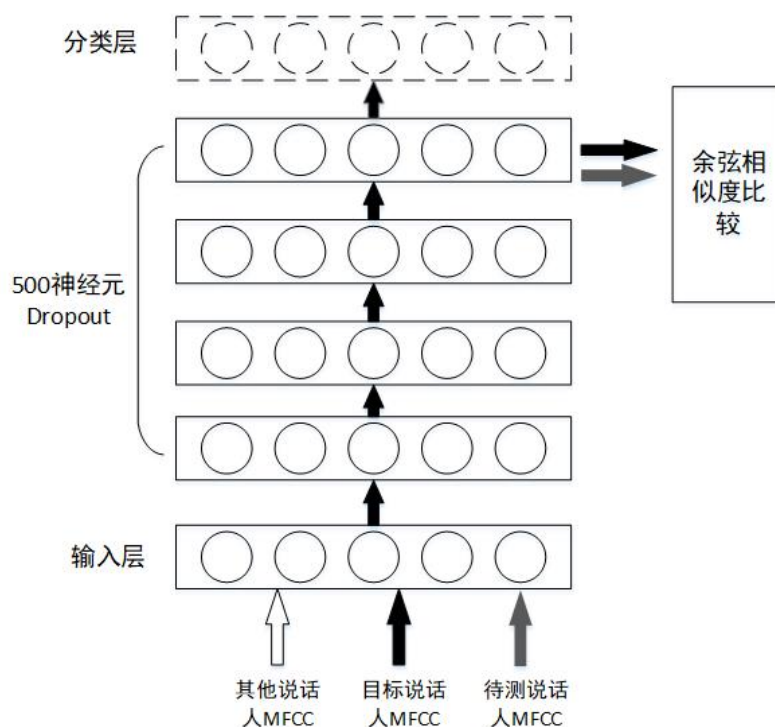 分类层
余弦相
似度比
较
500神经元
Dropout
输入层
其他说话
人MFCC
目标说话
人MFCC
待测说话
人MFCC